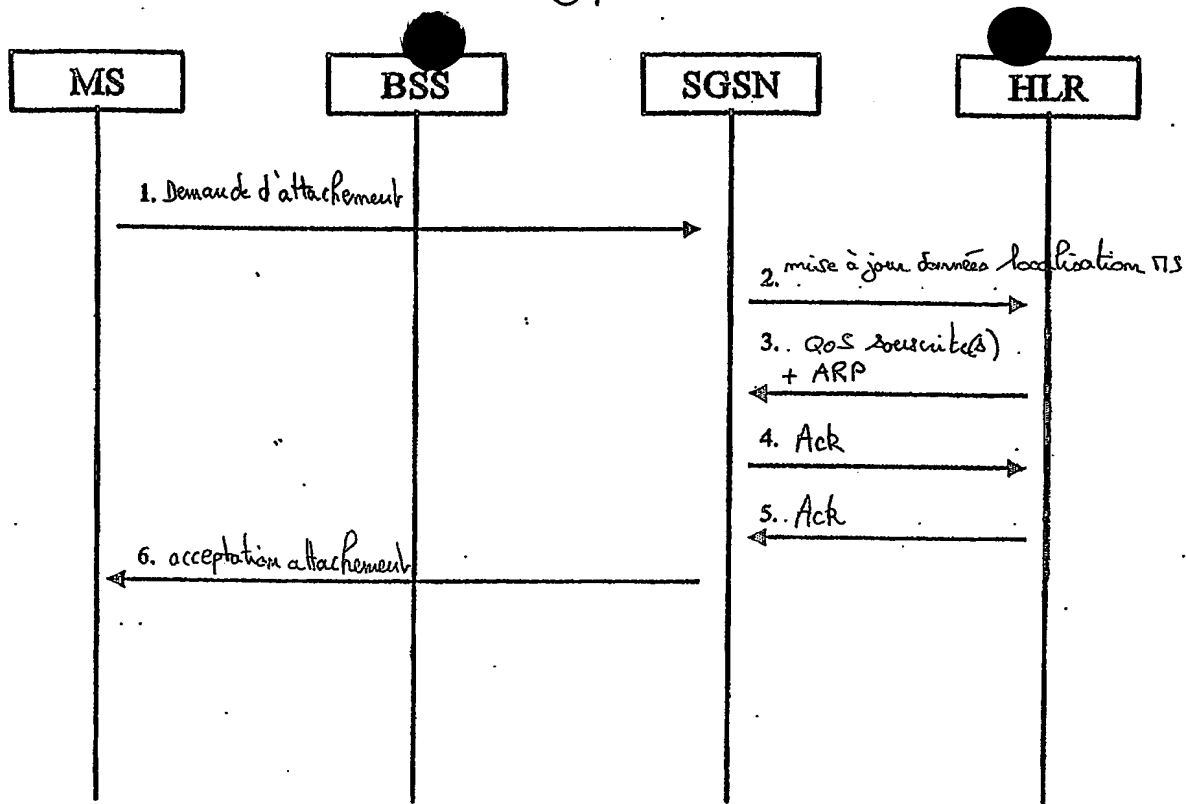 MS
BSS
SGSN
HLR
1. Demande d'attachement
2. mise à jour données localisation MS
3.. QoS souscrite(s)
+ ARP
4. Ack
5.. Ack
6. acceptation attachement